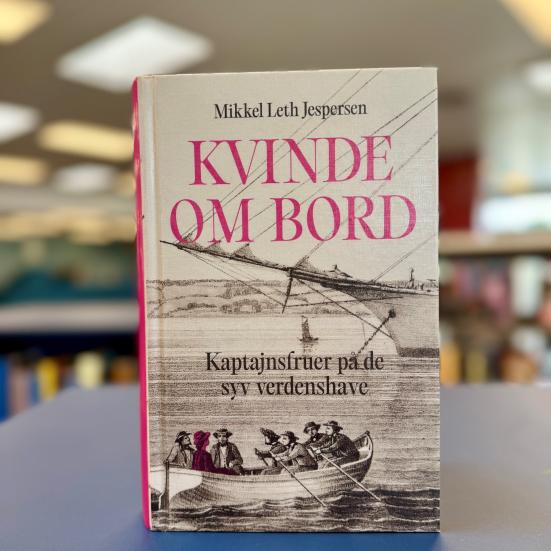 Mikkel Leth Jespersen
KVINDE
OM BORD
Kaptajnsfruer på de
syv verdenshave